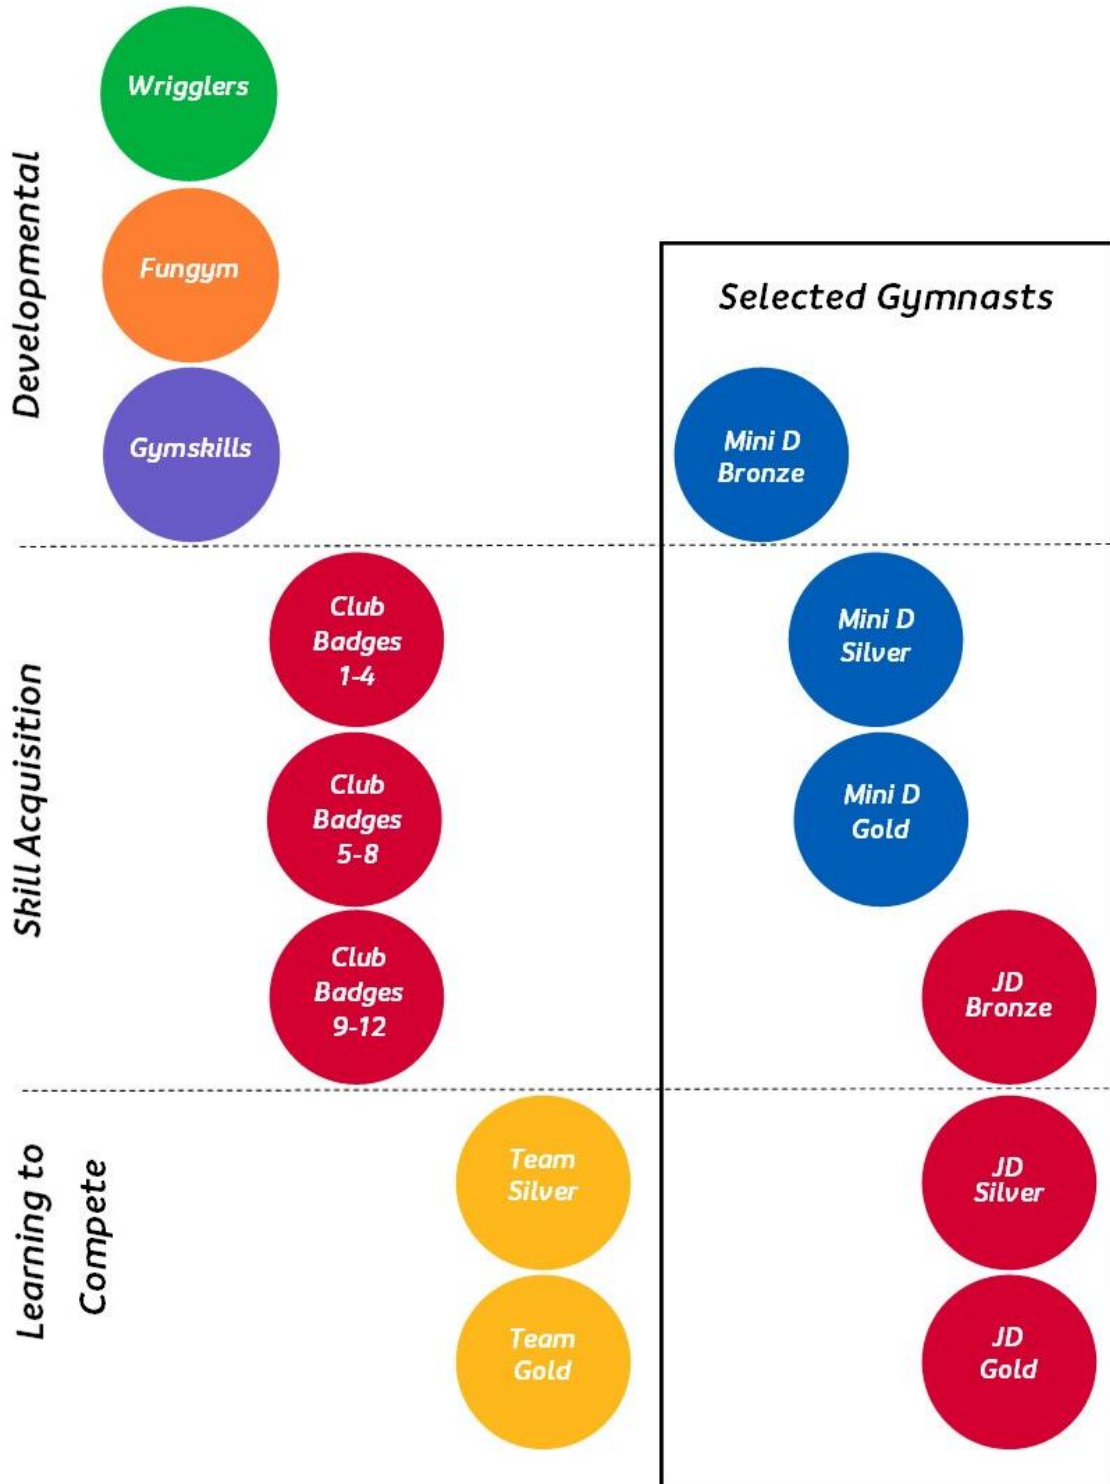 Developmental
Wrigglers
Fungym
Gymskills
Selected Gymnasts
Mini D
Bronze
Skill Acquisition
Club
Badges
1-4
Club
Badges
5-8
Club
Badges
9-12
Mini D
Silver
Mini D
Gold
JD
Bronze
Learning to
Compete
Team
Silver
Team
Gold
JD
Silver
JD
Gold